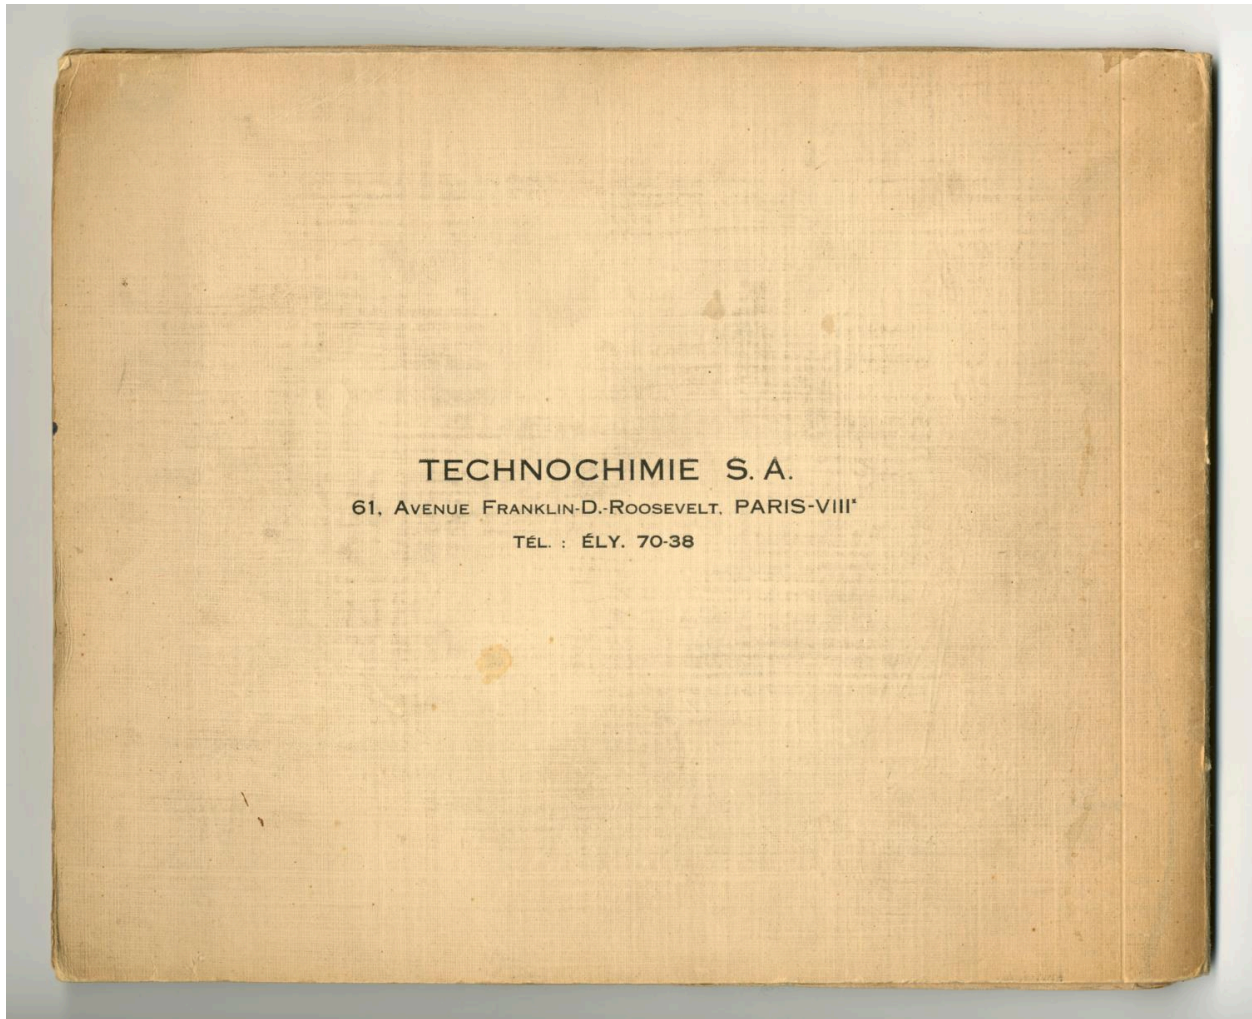 TECHNOCHIMIE S. A.
61, AVENUE FRANKLIN-D.-ROOSEVELT, PARIS-VIIIᵉ
TÉL. : ÉLY. 70-38